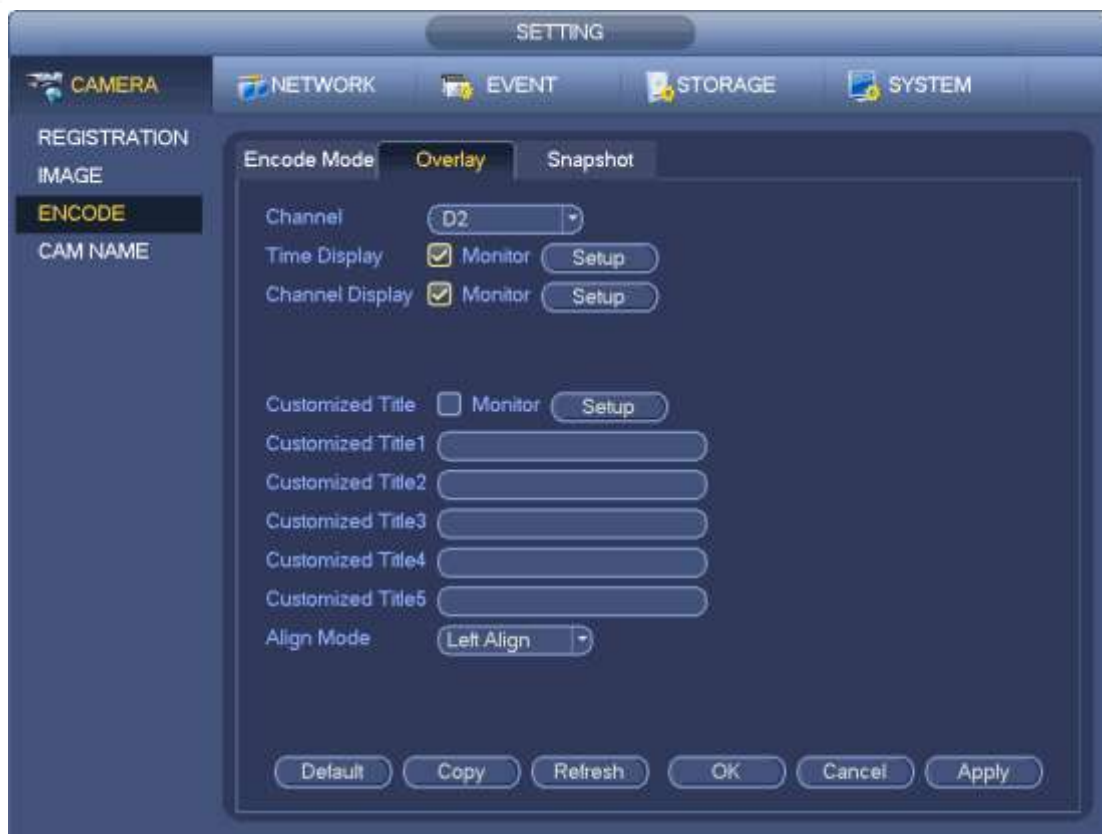 SETTING
CAMERA NETWORK EVENT STORAGE SYSTEM
REGISTRATION
IMAGE
ENCODE
CAM NAME
Encode Mode Overlay Snapshot
Channel D2
Time Display Monitor Setup
Channel Display Monitor Setup
Customized Title Monitor Setup
Customized Title1
Customized Title2
Customized Title3
Customized Title4
Customized Title5
Align Mode Left Align
Default Copy Refresh OK Cancel Apply